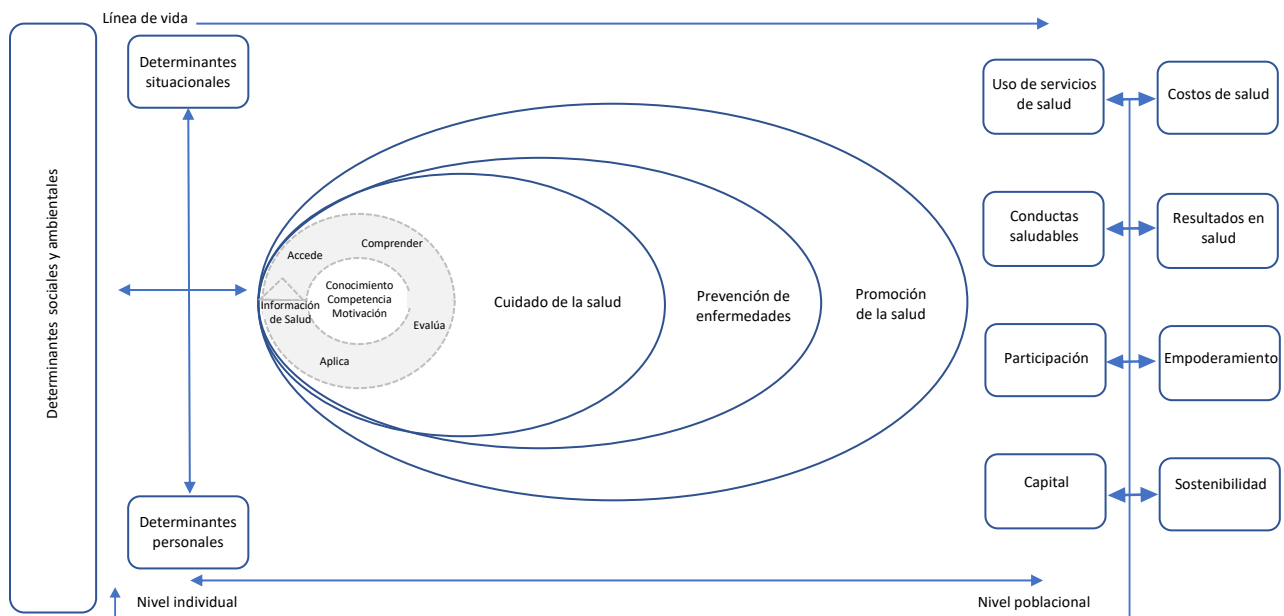 Línea de vida
Determinantes sociales y ambientales
Determinantes
situacionales
Determinantes
personales
Accede
Comprender
Información
de Salud
Conocimiento
Competencia
Motivación
Evalúa
Aplica
Cuidado de la salud
Prevención de
enfermedades
Promoción
de la salud
Uso de servicios
de salud
Costos de salud
Conductas
saludables
Resultados en
salud
Participación
Empoderamiento
Capital
Sostenibilidad
Nivel individual
Nivel poblacional